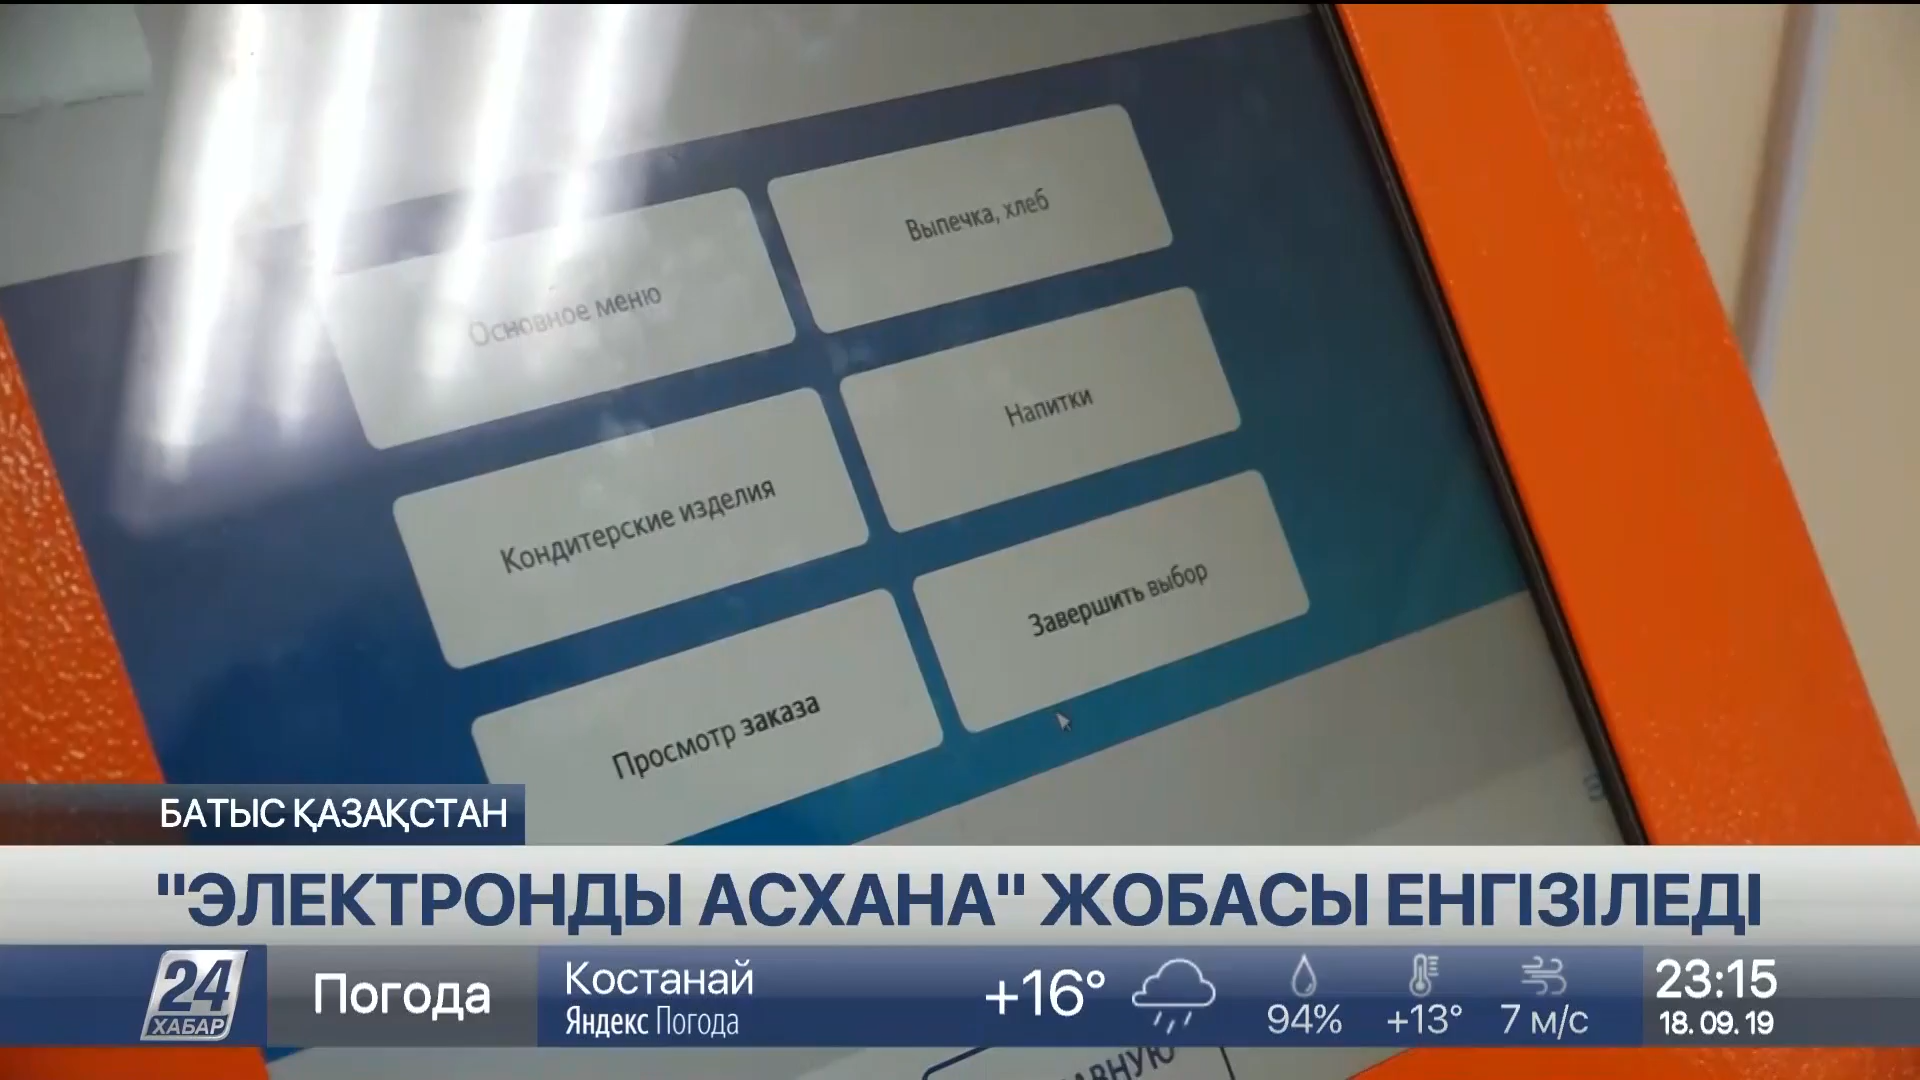 Основное меню
Выпечка, хлеб
Кондитерские изделия
Напитки
Просмотр заказа
Завершить выбор
БАТЫС ҚАЗАҚСТАН
"ЭЛЕКТРОНДЫ АСХАНА" ЖОБАСЫ ЕНГІЗІЛЕДІ
24
ХАБАР
Погода
Костанай
Яндекс Погода
+16°
94%
+13°
7 м/с
23:15
18.09.19